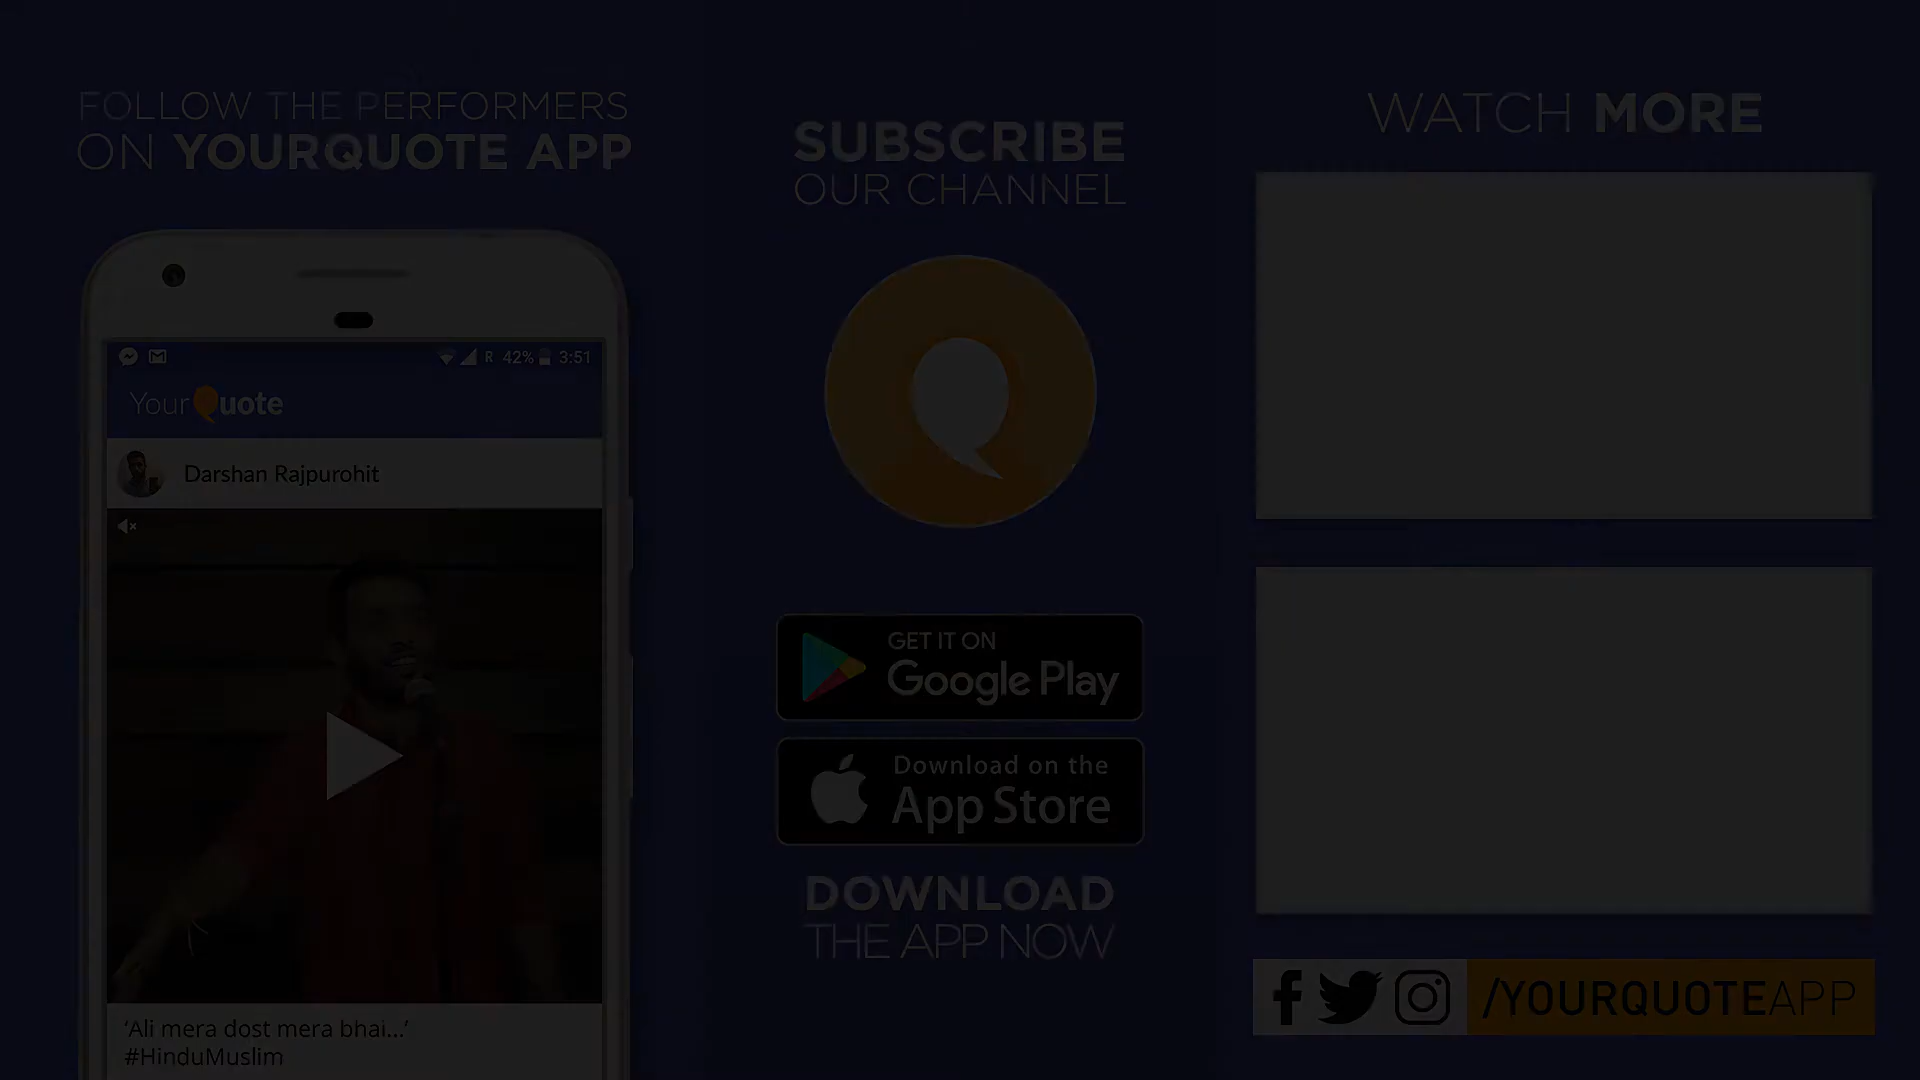 FOLLOW THE PERFORMERS
ON YOURQUOTE APP
R 42% 3:51
YourQuote
Darshan Rajpurohit
'Ali mera dost mera bhai...'
#HinduMuslim
SUBSCRIBE
OUR CHANNEL
GET IT ON
Google Play
Download on the
App Store
DOWNLOAD
THE APP NOW
WATCH MORE
/YOURQUOTEAPP